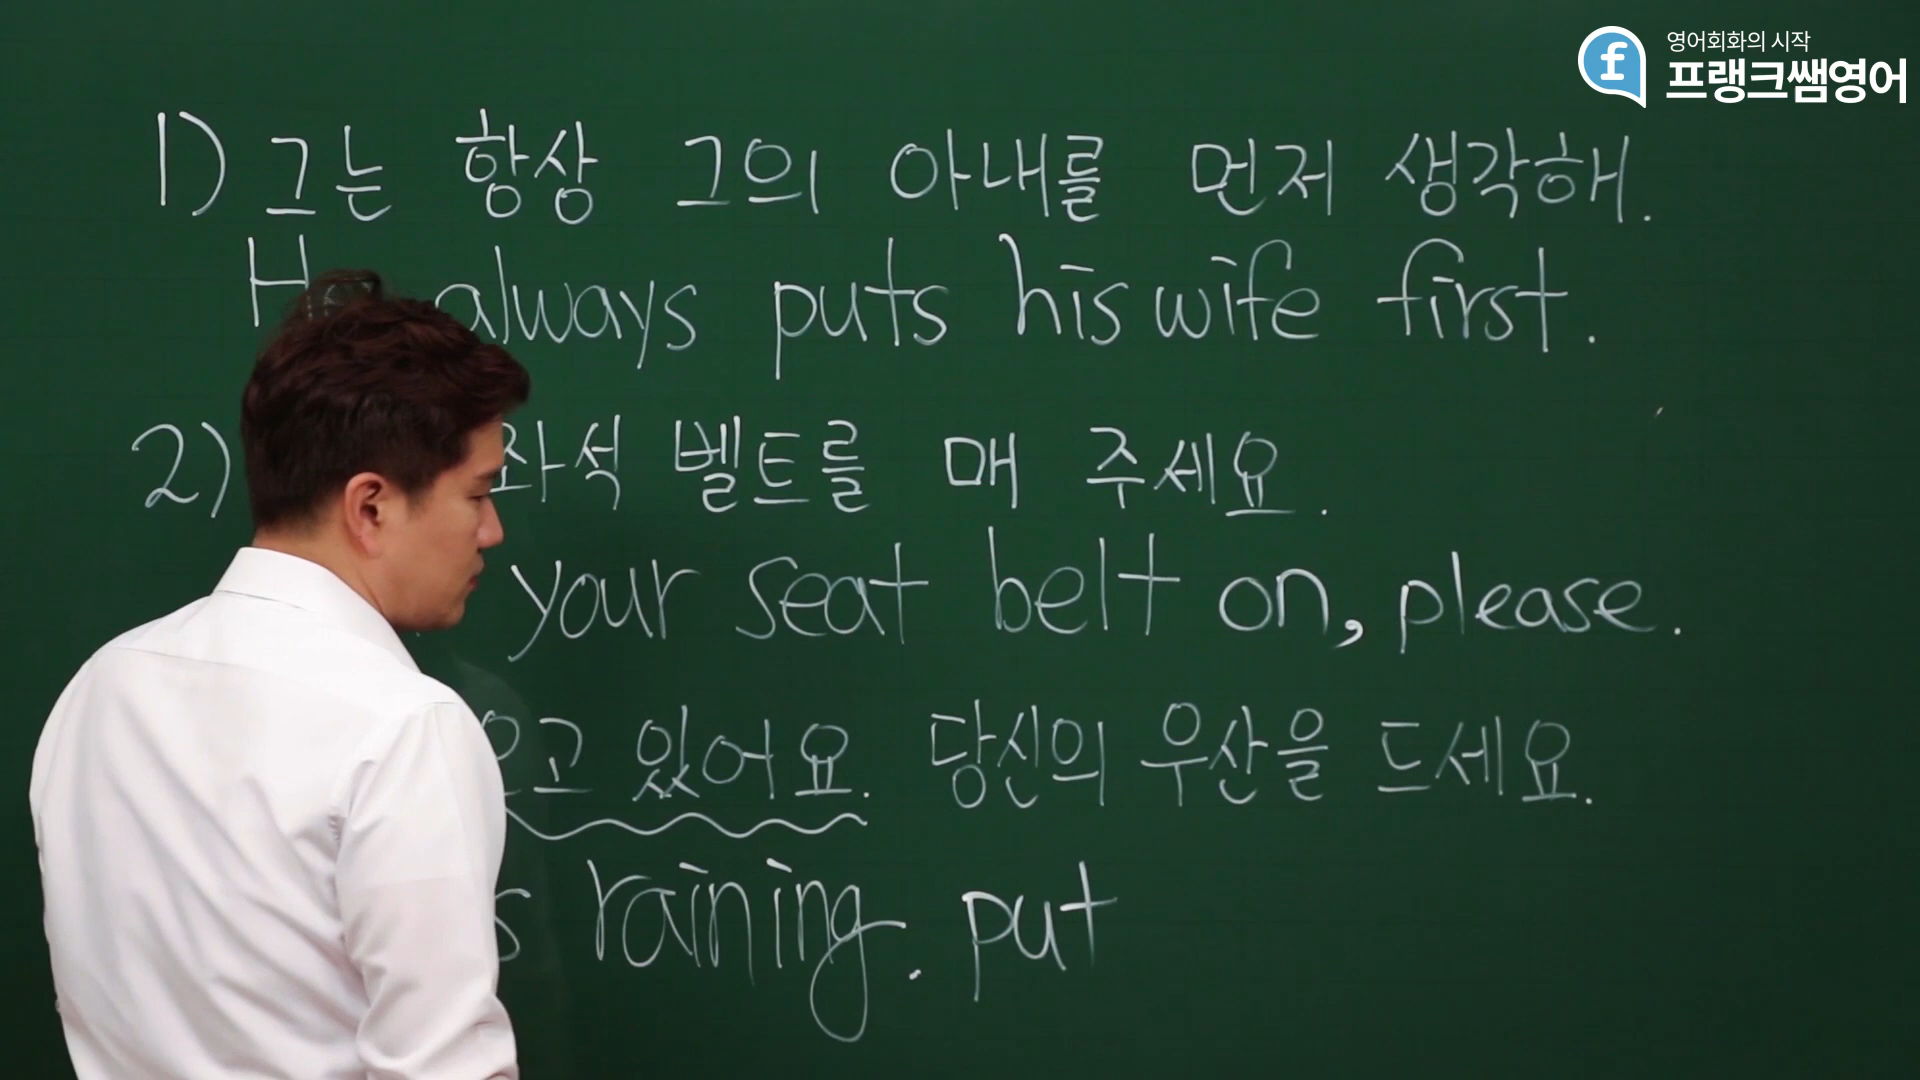 영어회화의 시작
프랭크쌤영어
1) 그는 항상 그의 아내를 먼저 생각해.
He always puts his wife first.
2) 좌석 벨트를 매 주세요.
your seat belt on, please.
오고 있어요. 당신의 우산을 드세요.
raining. put